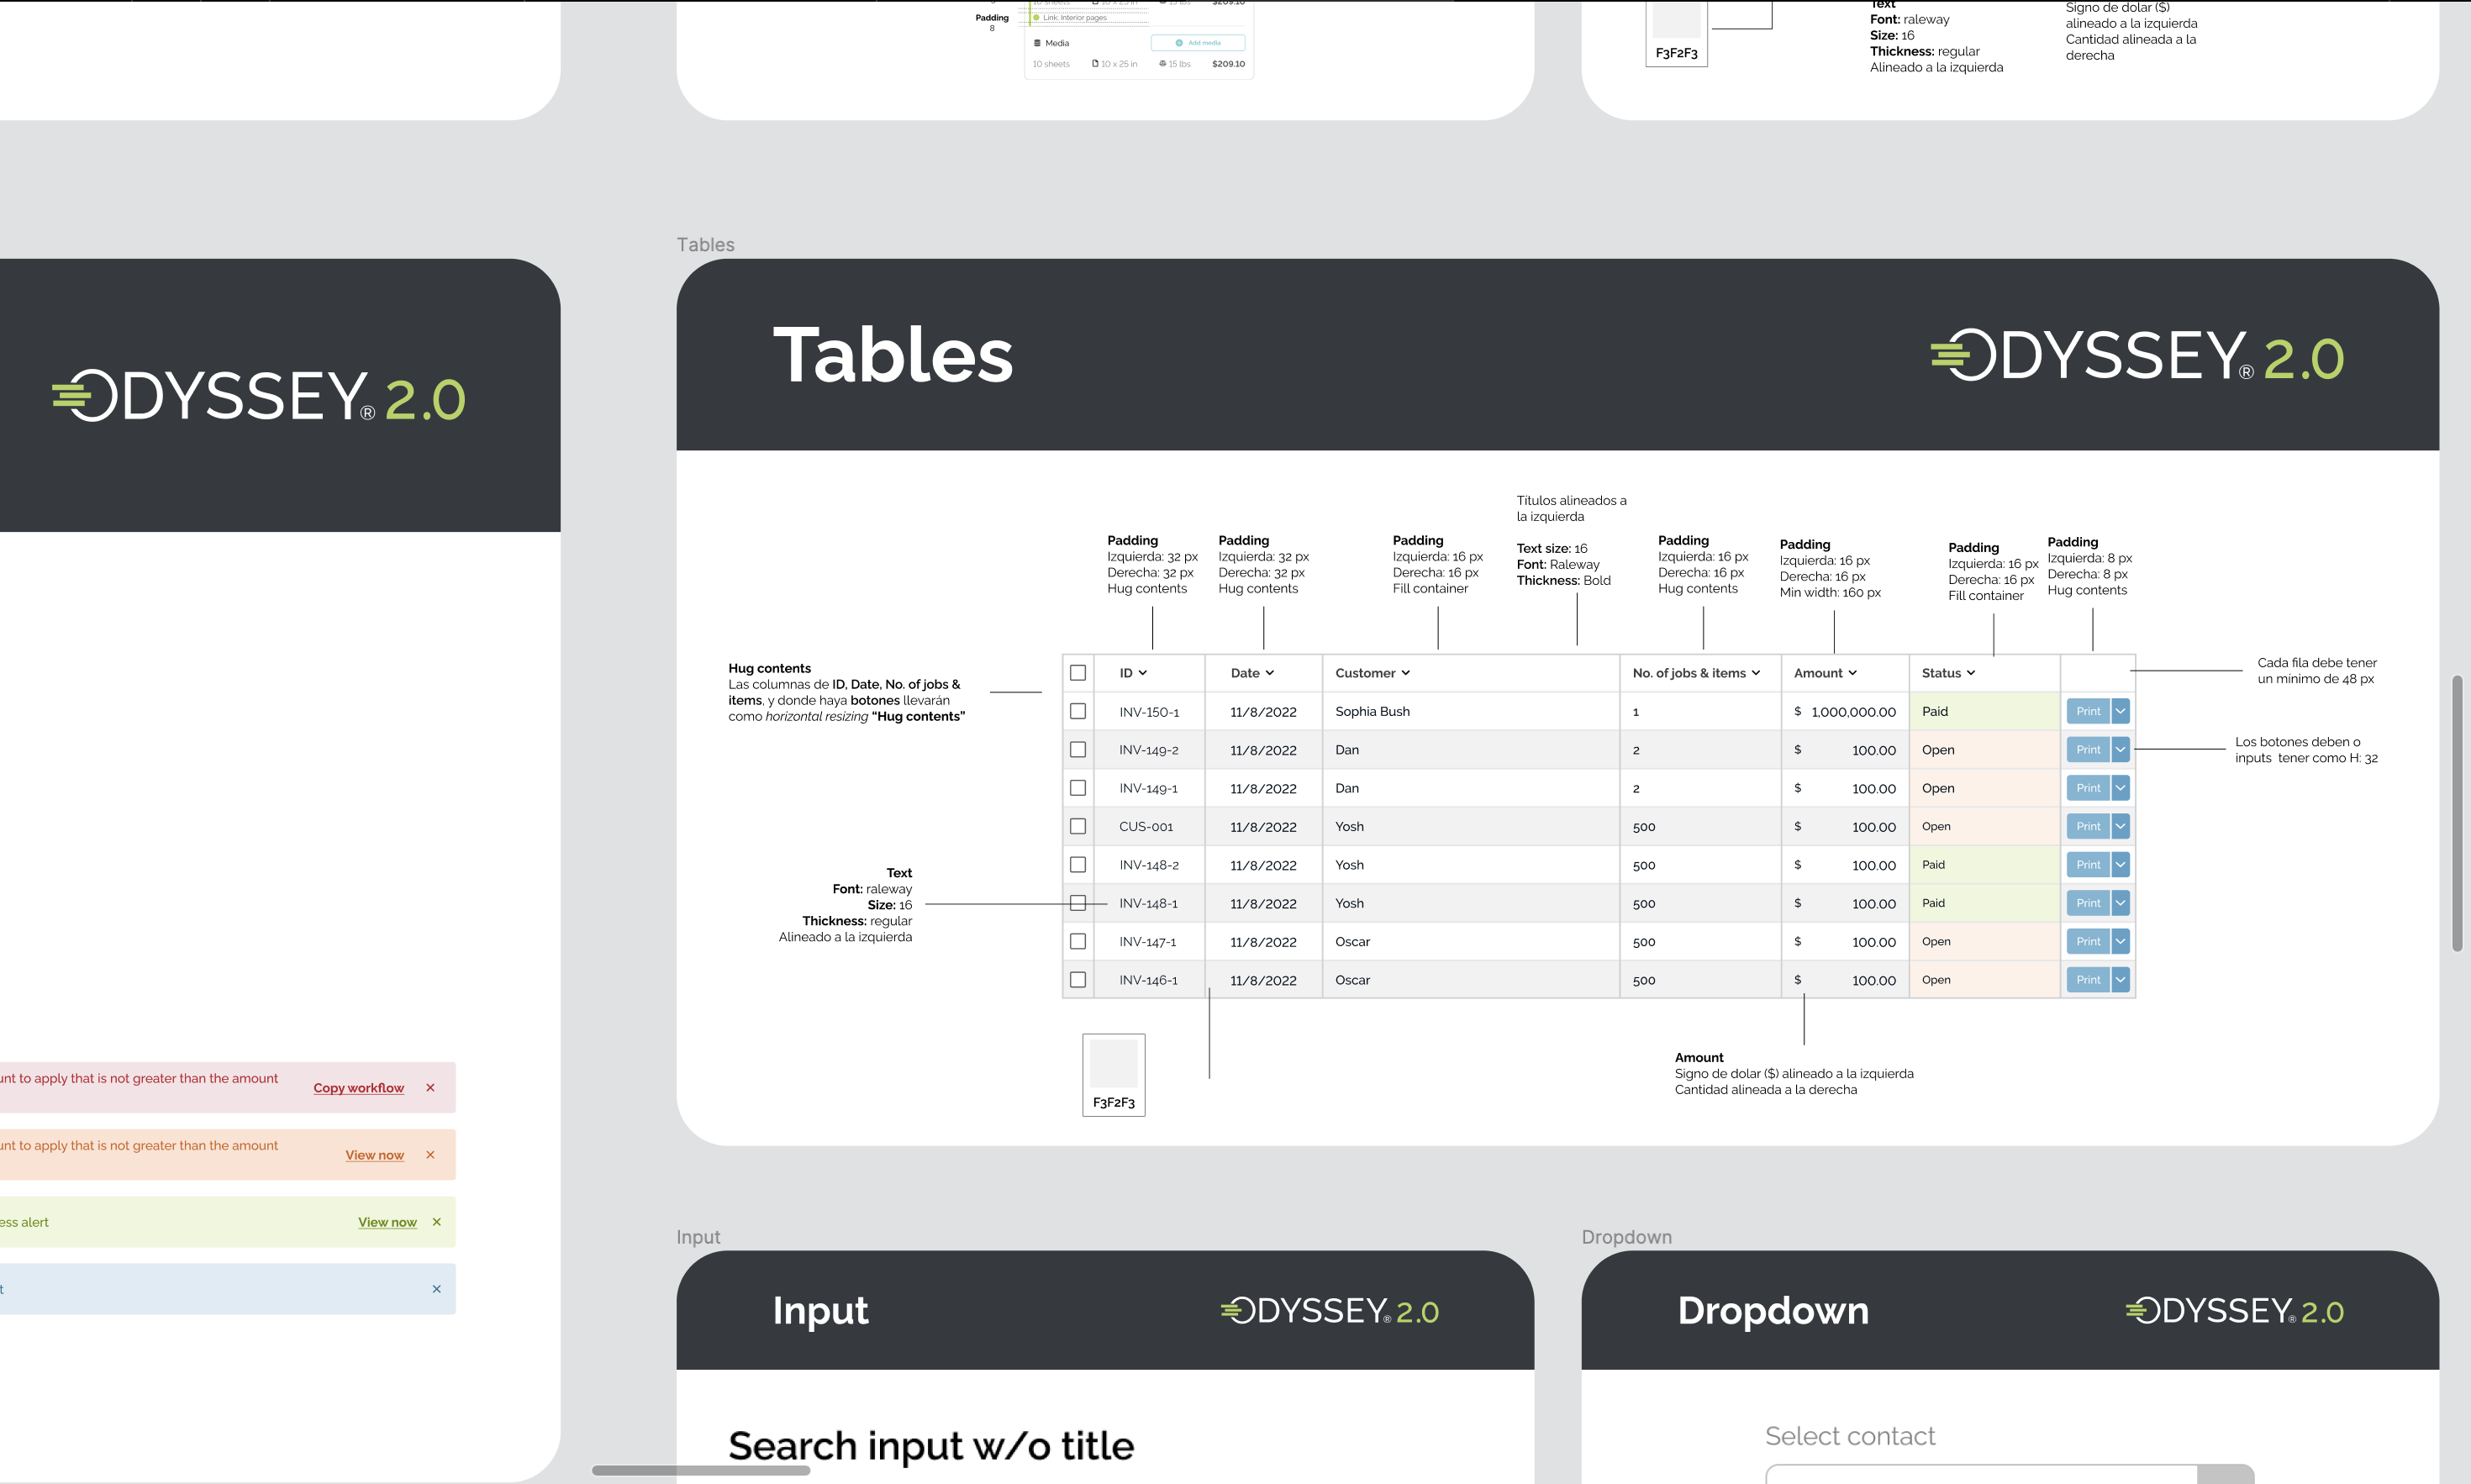 10 sheets 10 x 25 in 15 lbs $209.10
Padding
8
Link: Interior pages
Media
Add media
10 sheets 10 x 25 in 15 lbs $209.10
F3F2F3
Text
Font: raleway
Size: 16
Thickness: regular
Alineado a la izquierda
Signo de dolar ($)
alineado a la izquierda
Cantidad alineada a la
derecha
ODYSSEY® 2.0
unt to apply that is not greater than the amount
Copy workflow ×
unt to apply that is not greater than the amount
View now ×
ess alert
View now ×
t ×
Tables
Tables
ODYSSEY® 2.0
Padding
Izquierda: 32 px
Derecha: 32 px
Hug contents
Padding
Izquierda: 32 px
Derecha: 32 px
Hug contents
Padding
Izquierda: 16 px
Derecha: 16 px
Fill container
Títulos alineados a
la izquierda
Text size: 16
Font: Raleway
Thickness: Bold
Padding
Izquierda: 16 px
Derecha: 16 px
Hug contents
Padding
Izquierda: 16 px
Derecha: 16 px
Min width: 160 px
Padding
Izquierda: 16 px
Derecha: 16 px
Fill container
Padding
Izquierda: 8 px
Derecha: 8 px
Hug contents
Hug contents
Las columnas de ID, Date, No. of jobs &
items, y donde haya botones llevarán
como horizontal resizing “Hug contents”
Text
Font: raleway
Size: 16
Thickness: regular
Alineado a la izquierda
ID Date Customer No. of jobs & items Amount Status
INV-150-1 11/8/2022 Sophia Bush 1 $ 1,000,000.00 Paid Print
INV-149-2 11/8/2022 Dan 2 $ 100.00 Open Print
INV-149-1 11/8/2022 Dan 2 $ 100.00 Open Print
CUS-001 11/8/2022 Yosh 500 $ 100.00 Open Print
INV-148-2 11/8/2022 Yosh 500 $ 100.00 Paid Print
INV-148-1 11/8/2022 Yosh 500 $ 100.00 Paid Print
INV-147-1 11/8/2022 Oscar 500 $ 100.00 Open Print
INV-146-1 11/8/2022 Oscar 500 $ 100.00 Open Print
Cada fila debe tener
un mínimo de 48 px
Los botones deben o
inputs tener como H: 32
F3F2F3
Amount
Signo de dolar ($) alineado a la izquierda
Cantidad alineada a la derecha
Input
Input
ODYSSEY® 2.0
Search input w/o title
Dropdown
Dropdown
ODYSSEY® 2.0
Select contact